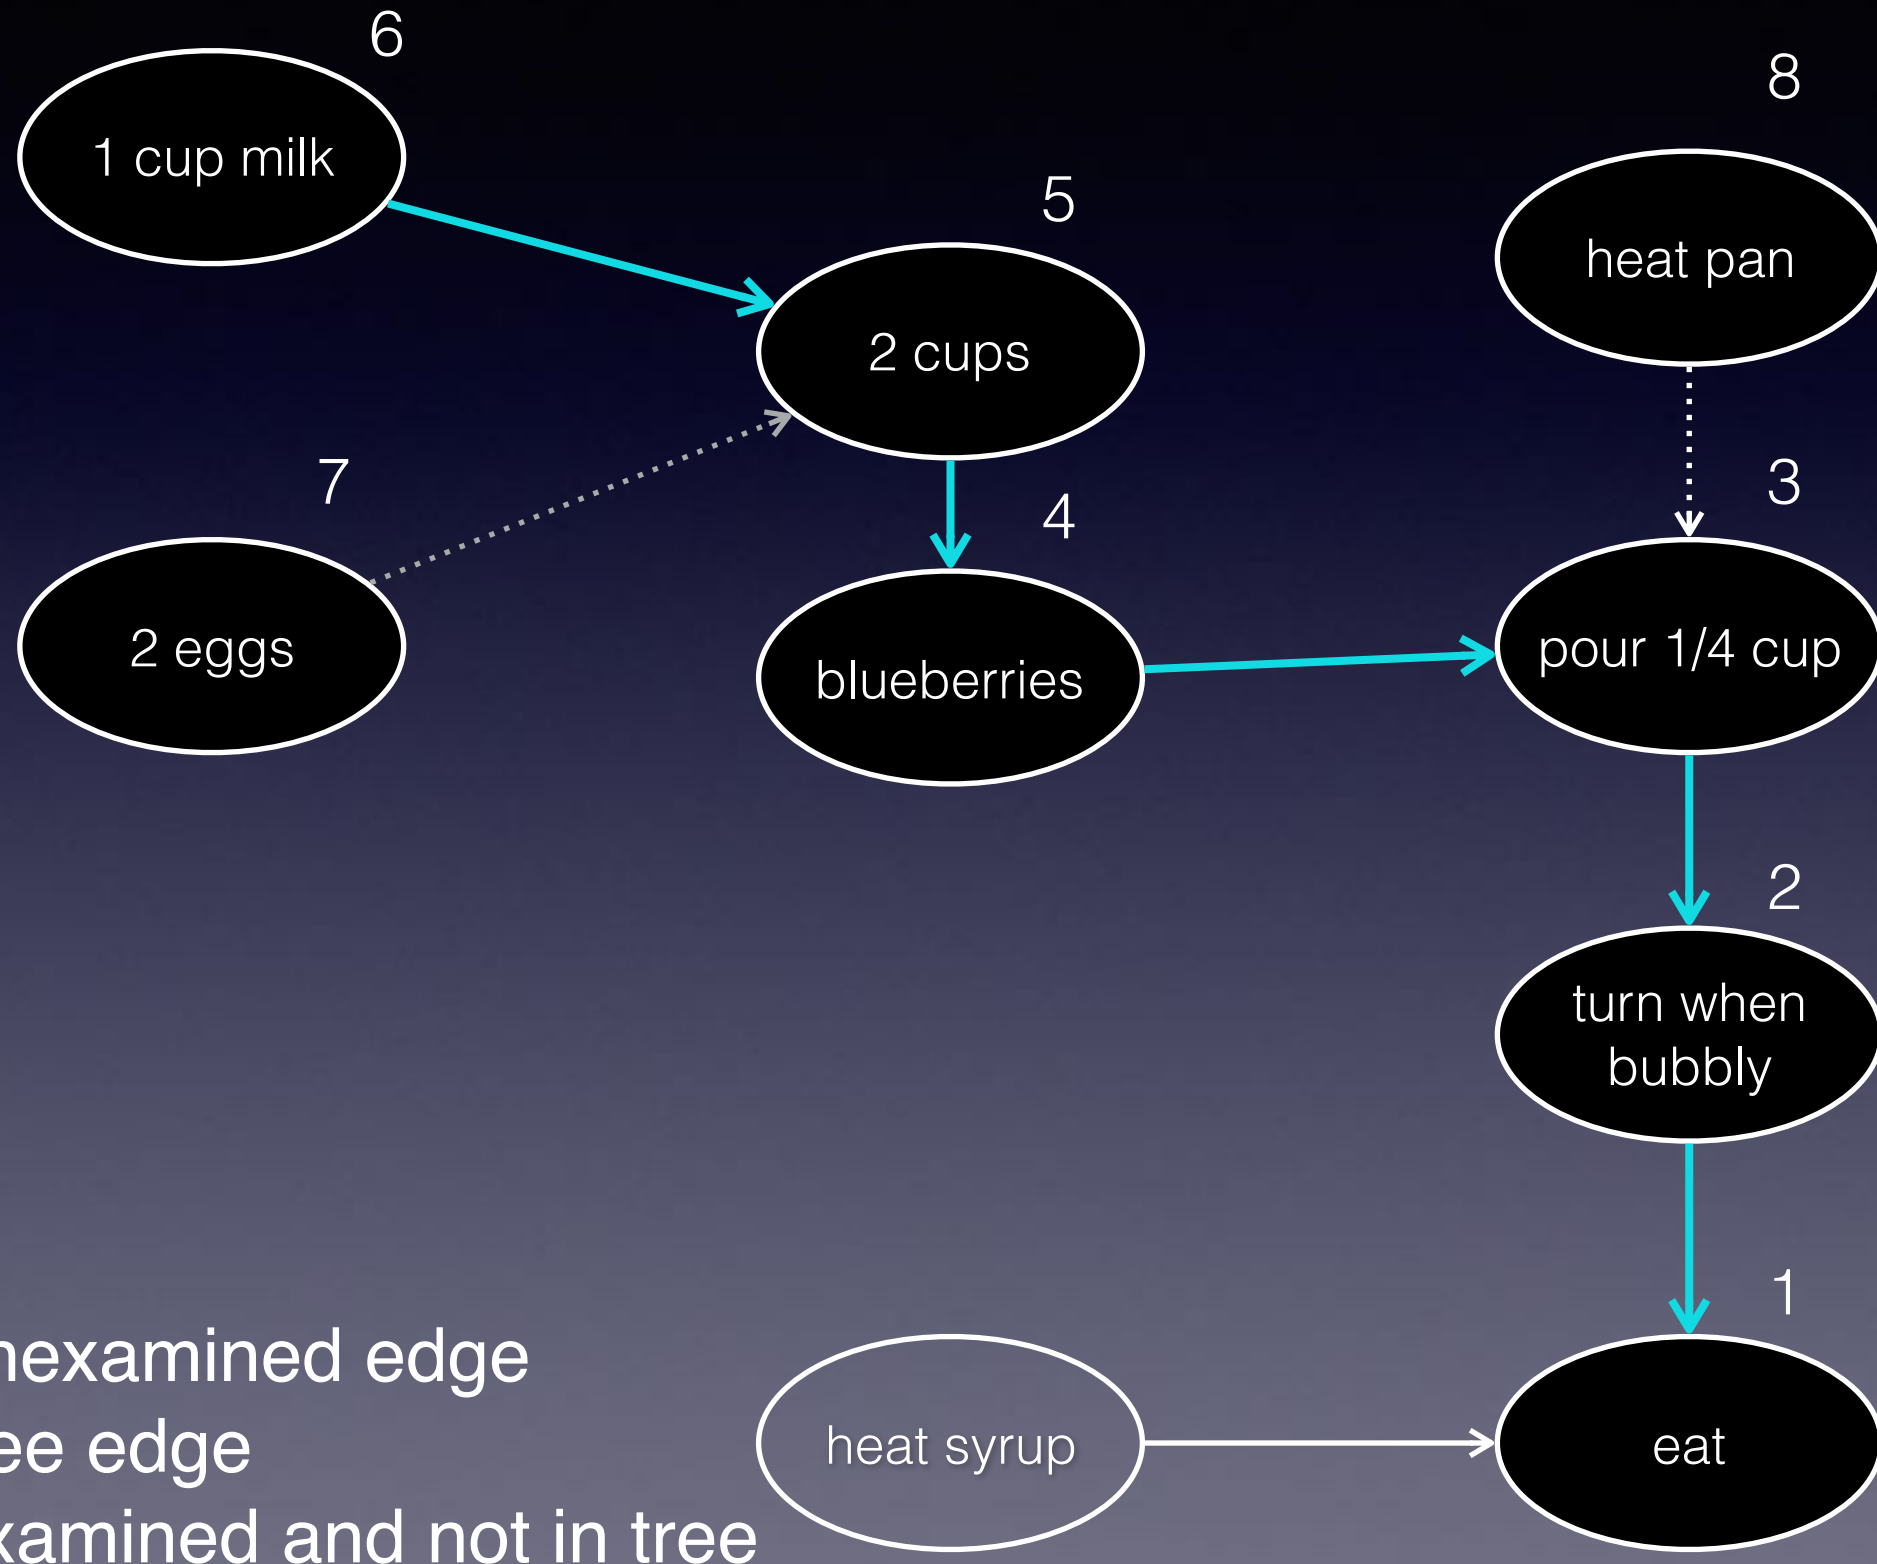 6
1 cup milk
8
heat pan
5
2 cups
7
2 eggs
4
blueberries
3
pour 1/4 cup
2
turn when
bubbly
1
eat
heat syrup
nexamined edge
ee edge
xamined and not in tree